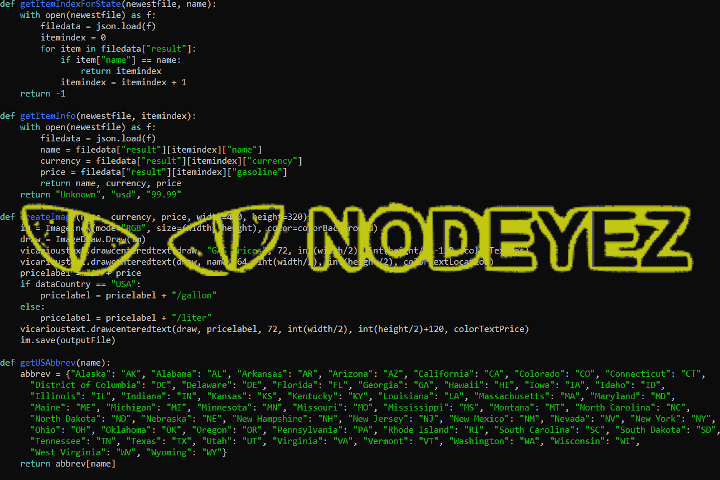 def getItemIndexForState(newestfile, name):
    with open(newestfile) as f:
        filedata = json.load(f)
        itemindex = 0
        for item in filedata["result"]:
            if item["name"] == name:
                return itemindex
            itemindex = itemindex + 1
    return -1
def getItemInfo(newestfile, itemindex):
    with open(newestfile) as f:
        filedata = json.load(f)
        name = filedata["result"][itemindex]["name"]
        currency = filedata["result"][itemindex]["currency"]
        price = filedata["result"][itemindex]["gasoline"]
        return name, currency, price
    return "Unknown", "usd", "99.99"
NODEYEZ
def createImage(name, currency, price, width=480, height=320):
    im = Image.new(mode="RGB", size=(width, height), color=colorBackground)
    draw = ImageDraw.Draw(im)
    vicarioustext.drawcenteredtext(draw, 72, int(width/2),
    vicarioustext.drawcenteredtext(draw, name, 64, int(width/2), int(height/2), colorTextLocation)
    pricelabel = + price
    if dataCountry == "USA":
        pricelabel = pricelabel + "/gallon"
    else:
        pricelabel = pricelabel + "/liter"
    vicarioustext.drawcenteredtext(draw, pricelabel, 72, int(width/2), int(height/2)+120, colorTextPrice)
    im.save(outputFile)
def getUSAbbrev(name):
    abbrev = {"Alaska": "AK", "Alabama": "AL", "Arkansas": "AR", "Arizona": "AZ", "California": "CA", "Colorado": "CO", "Connecticut": "CT",
      "District of Columbia": "DC", "Delaware": "DE", "Florida": "FL", "Georgia": "GA", "Hawaii": "HI", "Iowa": "IA", "Idaho": "ID",
      "Illinois": "IL", "Indiana": "IN", "Kansas": "KS", "Kentucky": "KY", "Louisiana": "LA", "Massachusetts": "MA", "Maryland": "MD",
      "Maine": "ME", "Michigan": "MI", "Minnesota": "MN", "Missouri": "MO", "Mississippi": "MS", "Montana": "MT", "North Carolina": "NC",
      "North Dakota": "ND", "Nebraska": "NE", "New Hampshire": "NH", "New Jersey": "NJ", "New Mexico": "NM", "Nevada": "NV", "New York": "NY",
      "Ohio": "OH", "Oklahoma": "OK", "Oregon": "OR", "Pennsylvania": "PA", "Rhode Island": "RI", "South Carolina": "SC", "South Dakota": "SD",
      "Tennessee": "TN", "Texas": "TX", "Utah": "UT", "Virginia": "VA", "Vermont": "VT", "Washington": "WA", "Wisconsin": "WI",
      "West Virginia": "WV", "Wyoming": "WY"}
    return abbrev[name]